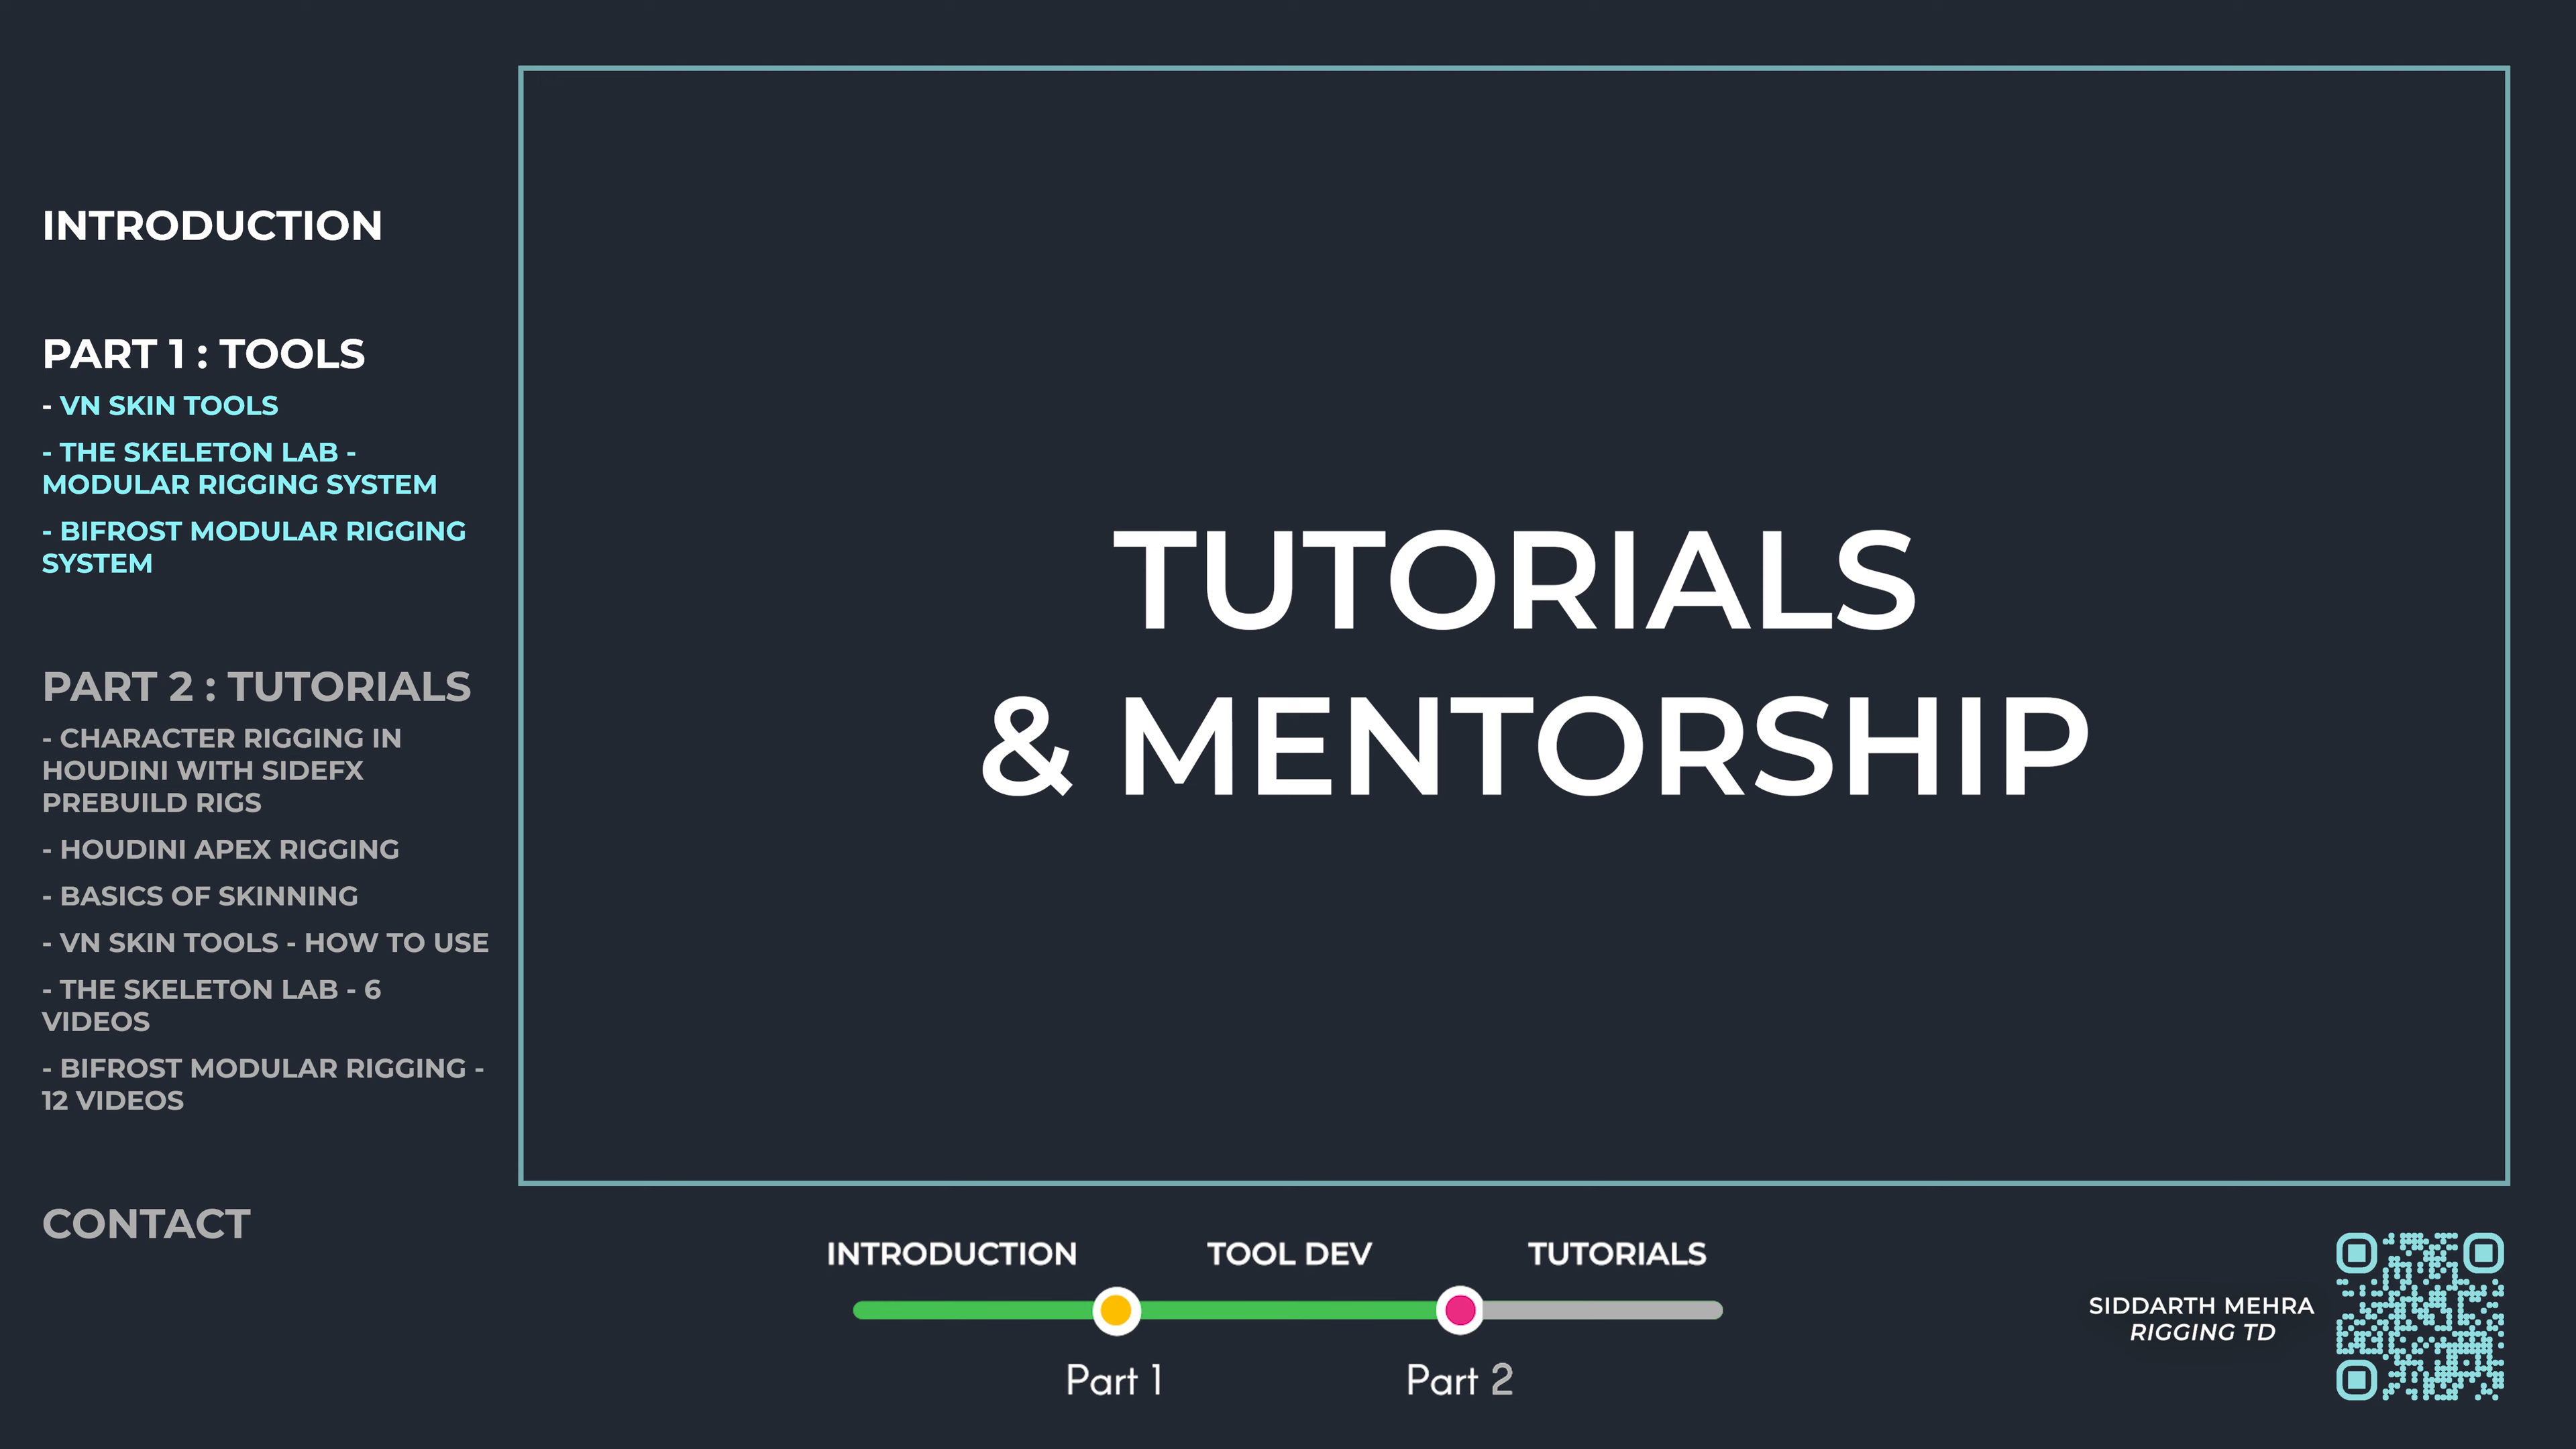 INTRODUCTION
PART 1 : TOOLS
- VN SKIN TOOLS
- THE SKELETON LAB -
MODULAR RIGGING SYSTEM
- BIFROST MODULAR RIGGING
SYSTEM
PART 2 : TUTORIALS
- CHARACTER RIGGING IN
HOUDINI WITH SIDEFX
PREBUILD RIGS
- HOUDINI APEX RIGGING
- BASICS OF SKINNING
- VN SKIN TOOLS - HOW TO USE
- THE SKELETON LAB - 6
VIDEOS
- BIFROST MODULAR RIGGING -
12 VIDEOS
CONTACT
TUTORIALS
& MENTORSHIP
INTRODUCTION
TOOL DEV
TUTORIALS
Part 1
Part 2
SIDDARTH MEHRA
RIGGING TD